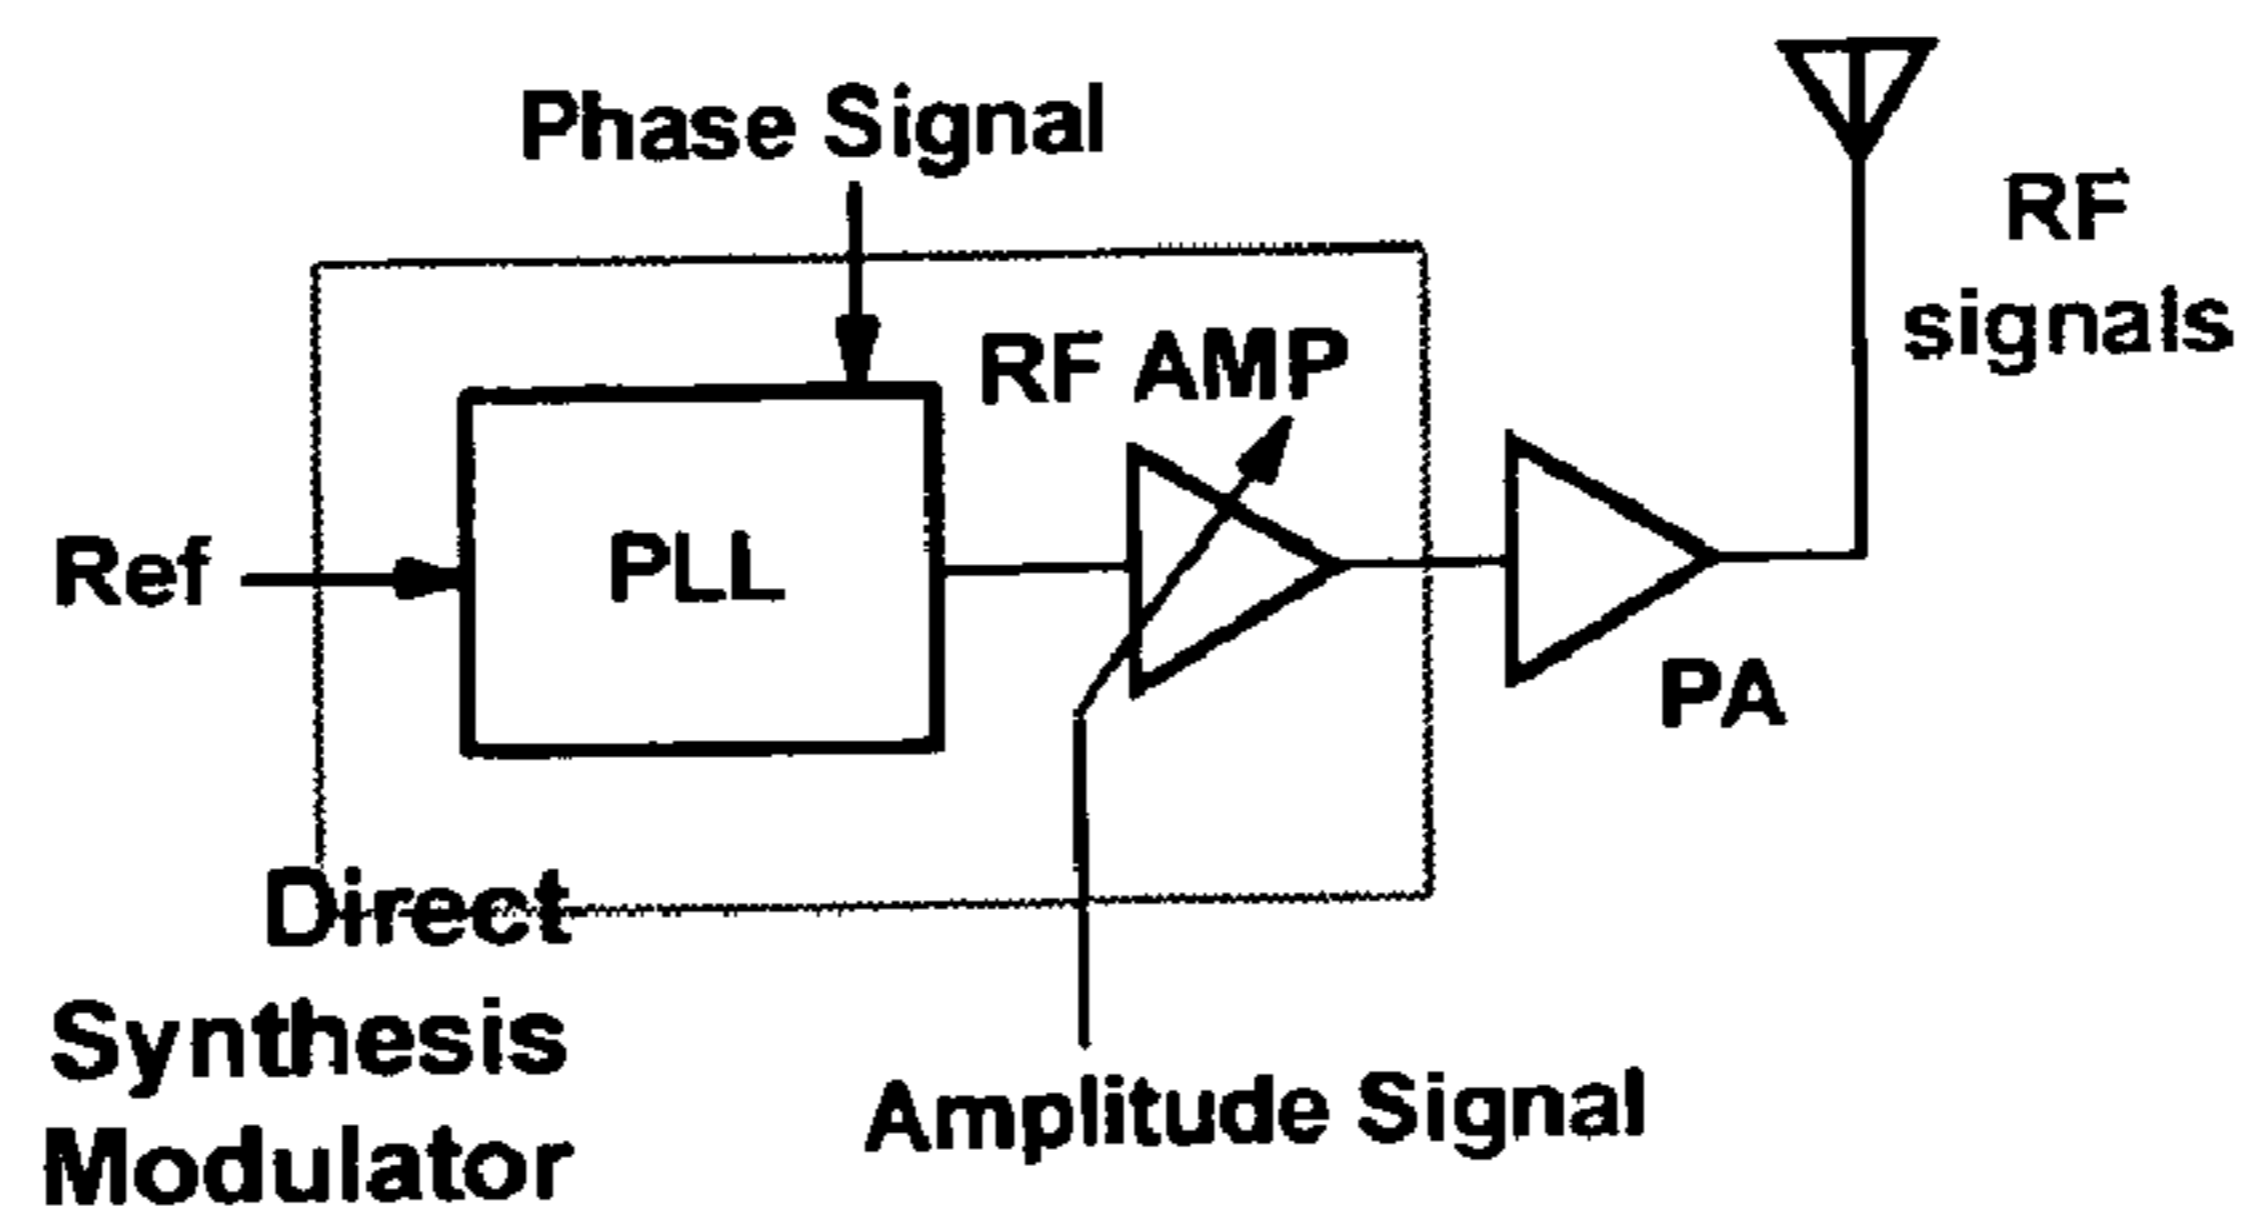 Phase Signal
RF
signals
RF AMP
Ref
PLL
PA
Direct
Synthesis
Modulator
Amplitude Signal